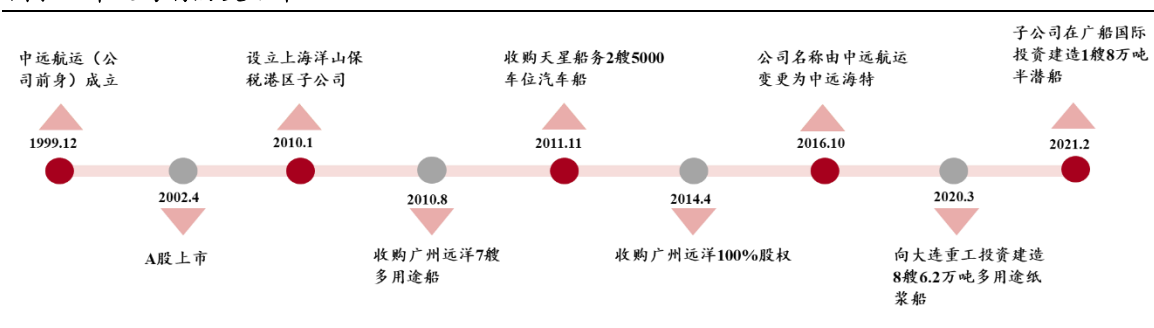 中远航运（公
司前身）成立
1999.12
2002.4
A股上市
设立上海洋山保
税港区子公司
2010.1
2010.8
收购广州远洋7艘
多用途船
收购天星船务2艘5000
车位汽车船
2011.11
2014.4
收购广州远洋100%股权
公司名称由中远航运
变更为中远海特
2016.10
2020.3
向大连重工投资建造
8艘6.2万吨多用途纸
浆船
子公司在广船国际
投资建造1艘8万吨
半潜船
2021.2